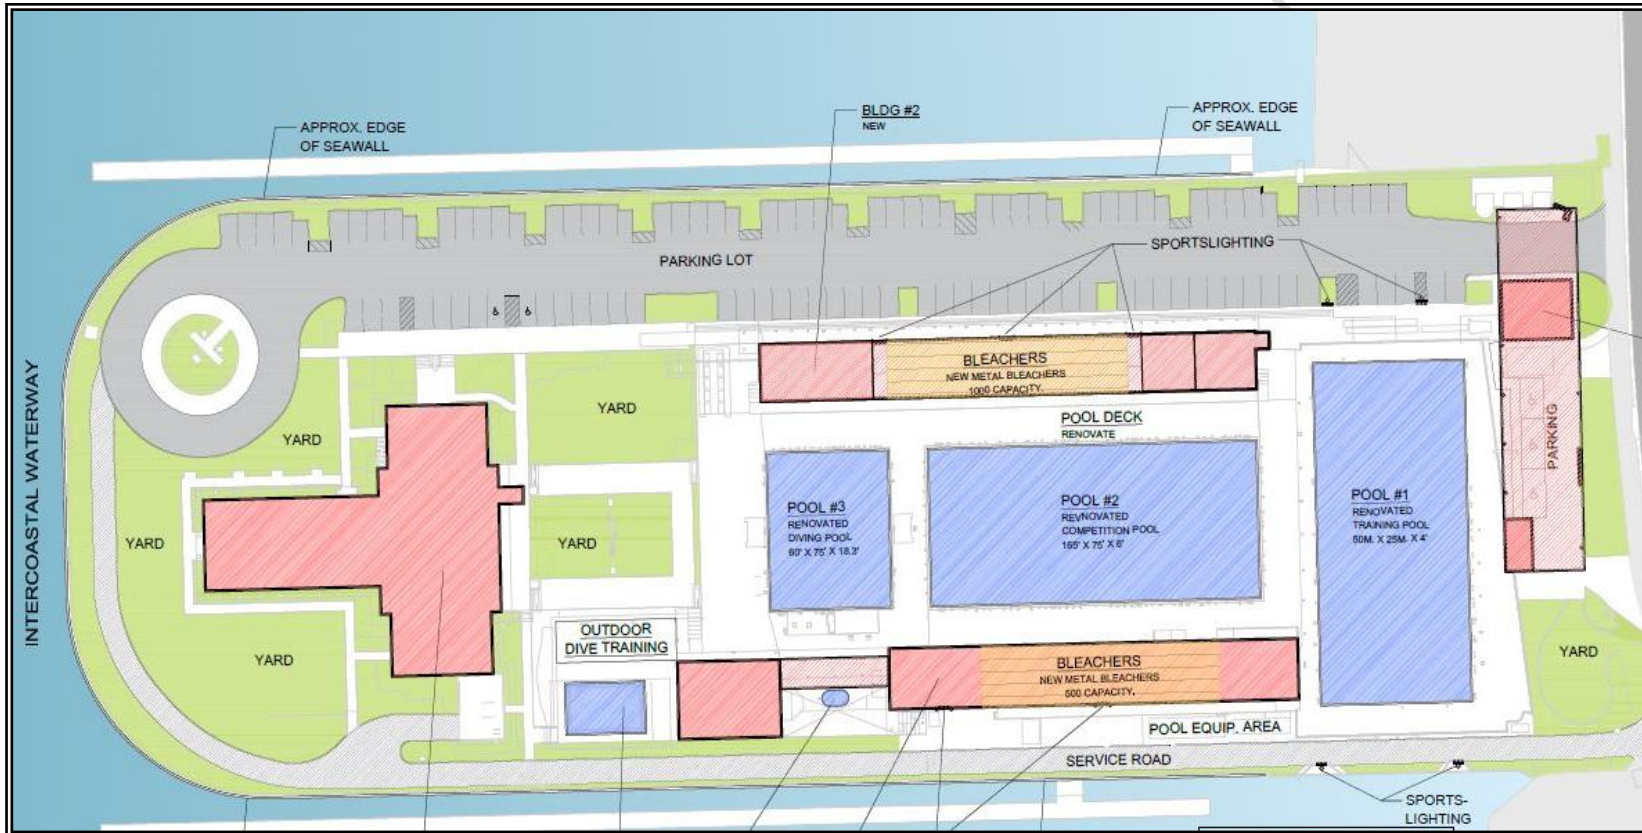 APPROX. EDGE
OF SEAWALL
BLDG #2
NEW
APPROX. EDGE
OF SEAWALL
SPORTSLIGHTING
PARKING LOT
INTERCOASTAL WATERWAY
BLEACHERS
NEW METAL BLEACHERS
1000 CAPACITY.
YARD
YARD
POOL DECK
RENOVATE
PARKING
POOL #3
RENOVATED
DIVING POOL
60' X 75' X 18.3'
POOL #2
REVNOVATED
COMPETITION POOL
165' X 75' X 6'
POOL #1
RENOVATED
TRAINING POOL
50M. X 25M. X 4'
YARD
YARD
OUTDOOR
DIVE TRAINING
YARD
BLEACHERS
NEW METAL BLEACHERS
500 CAPACITY.
YARD
POOL EQUIP. AREA
SERVICE ROAD
SPORTS-
LIGHTING